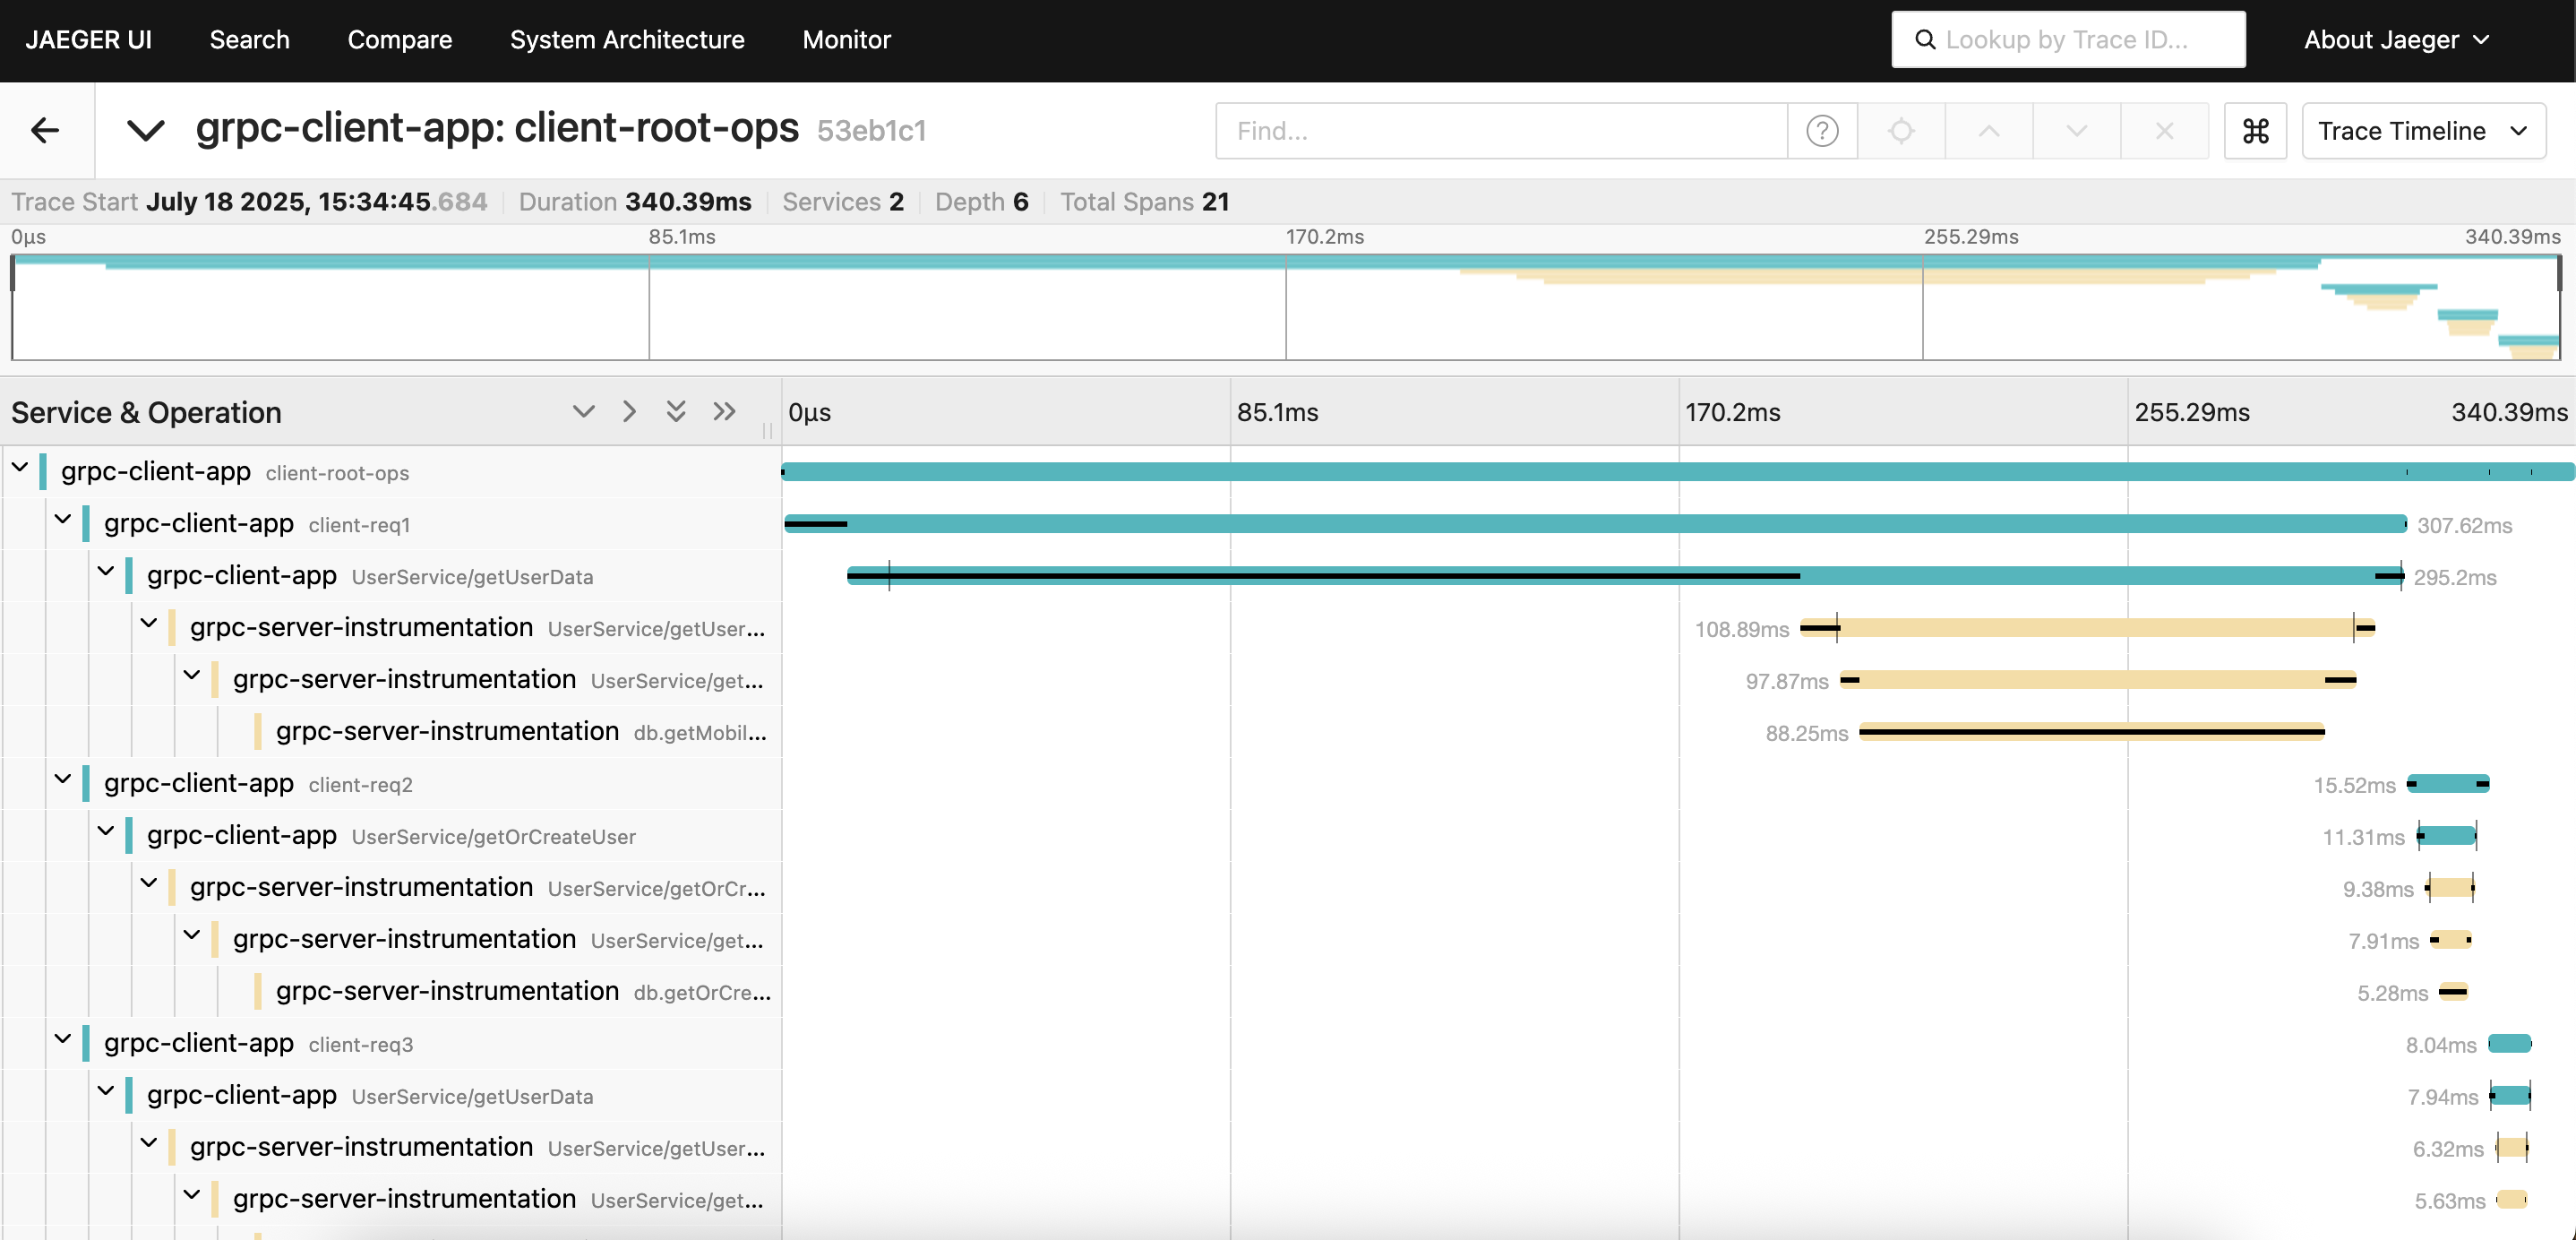 JAEGER UI Search Compare System Architecture Monitor Lookup by Trace ID... About Jaeger
grpc-client-app: client-root-ops 53eb1c1 Find... ? ⌘ Trace Timeline
Trace Start July 18 2025, 15:34:45.684 Duration 340.39ms Services 2 Depth 6 Total Spans 21
0μs 85.1ms 170.2ms 255.29ms 340.39ms
Service & Operation 0μs 85.1ms 170.2ms 255.29ms 340.39ms
grpc-client-app client-root-ops
grpc-client-app client-req1 307.62ms
grpc-client-app UserService/getUserData 295.2ms
grpc-server-instrumentation UserService/getUser... 108.89ms
grpc-server-instrumentation UserService/get... 97.87ms
grpc-server-instrumentation db.getMobil... 88.25ms
grpc-client-app client-req2 15.52ms
grpc-client-app UserService/getOrCreateUser 11.31ms
grpc-server-instrumentation UserService/getOrCr... 9.38ms
grpc-server-instrumentation UserService/get... 7.91ms
grpc-server-instrumentation db.getOrCre... 5.28ms
grpc-client-app client-req3 8.04ms
grpc-client-app UserService/getUserData 7.94ms
grpc-server-instrumentation UserService/getUser... 6.32ms
grpc-server-instrumentation UserService/get... 5.63ms